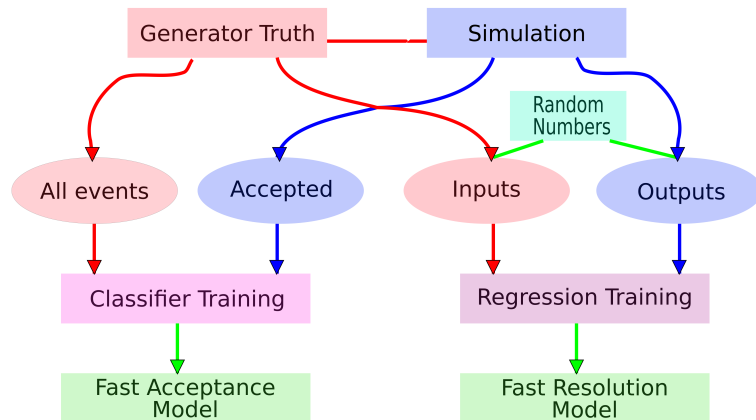 Generator Truth
Simulation
Random
Numbers
All events
Accepted
Inputs
Outputs
Classifier Training
Regression Training
Fast Acceptance
Model
Fast Resolution
Model